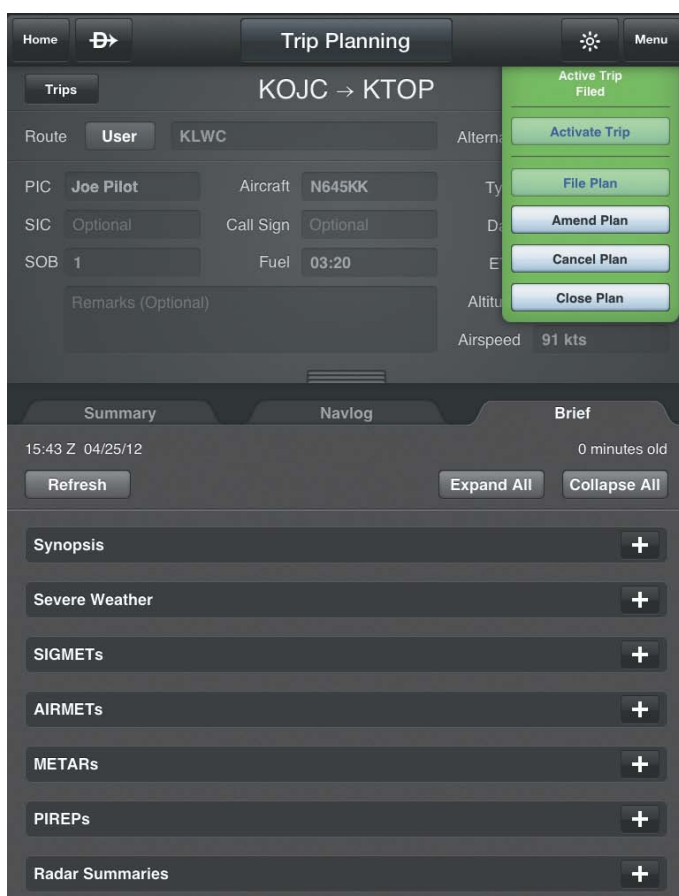 Home Trip Planning Menu
Trips KOJC → KTOP Active Trip
Filed
Route User KLWC Alterna Activate Trip
PIC Joe Pilot Aircraft N645KK Ty File Plan
SIC Optional Call Sign Optional Amend Plan
SOB 1 Fuel 03:20 Cancel Plan
Remarks (Optional) Altitu Close Plan
Airspeed 91 kts
Summary Navlog Brief
15:43 Z 04/25/12 0 minutes old
Refresh Expand All Collapse All
Synopsis
Severe Weather
SIGMETs
AIRMETs
METARs
PIREPs
Radar Summaries